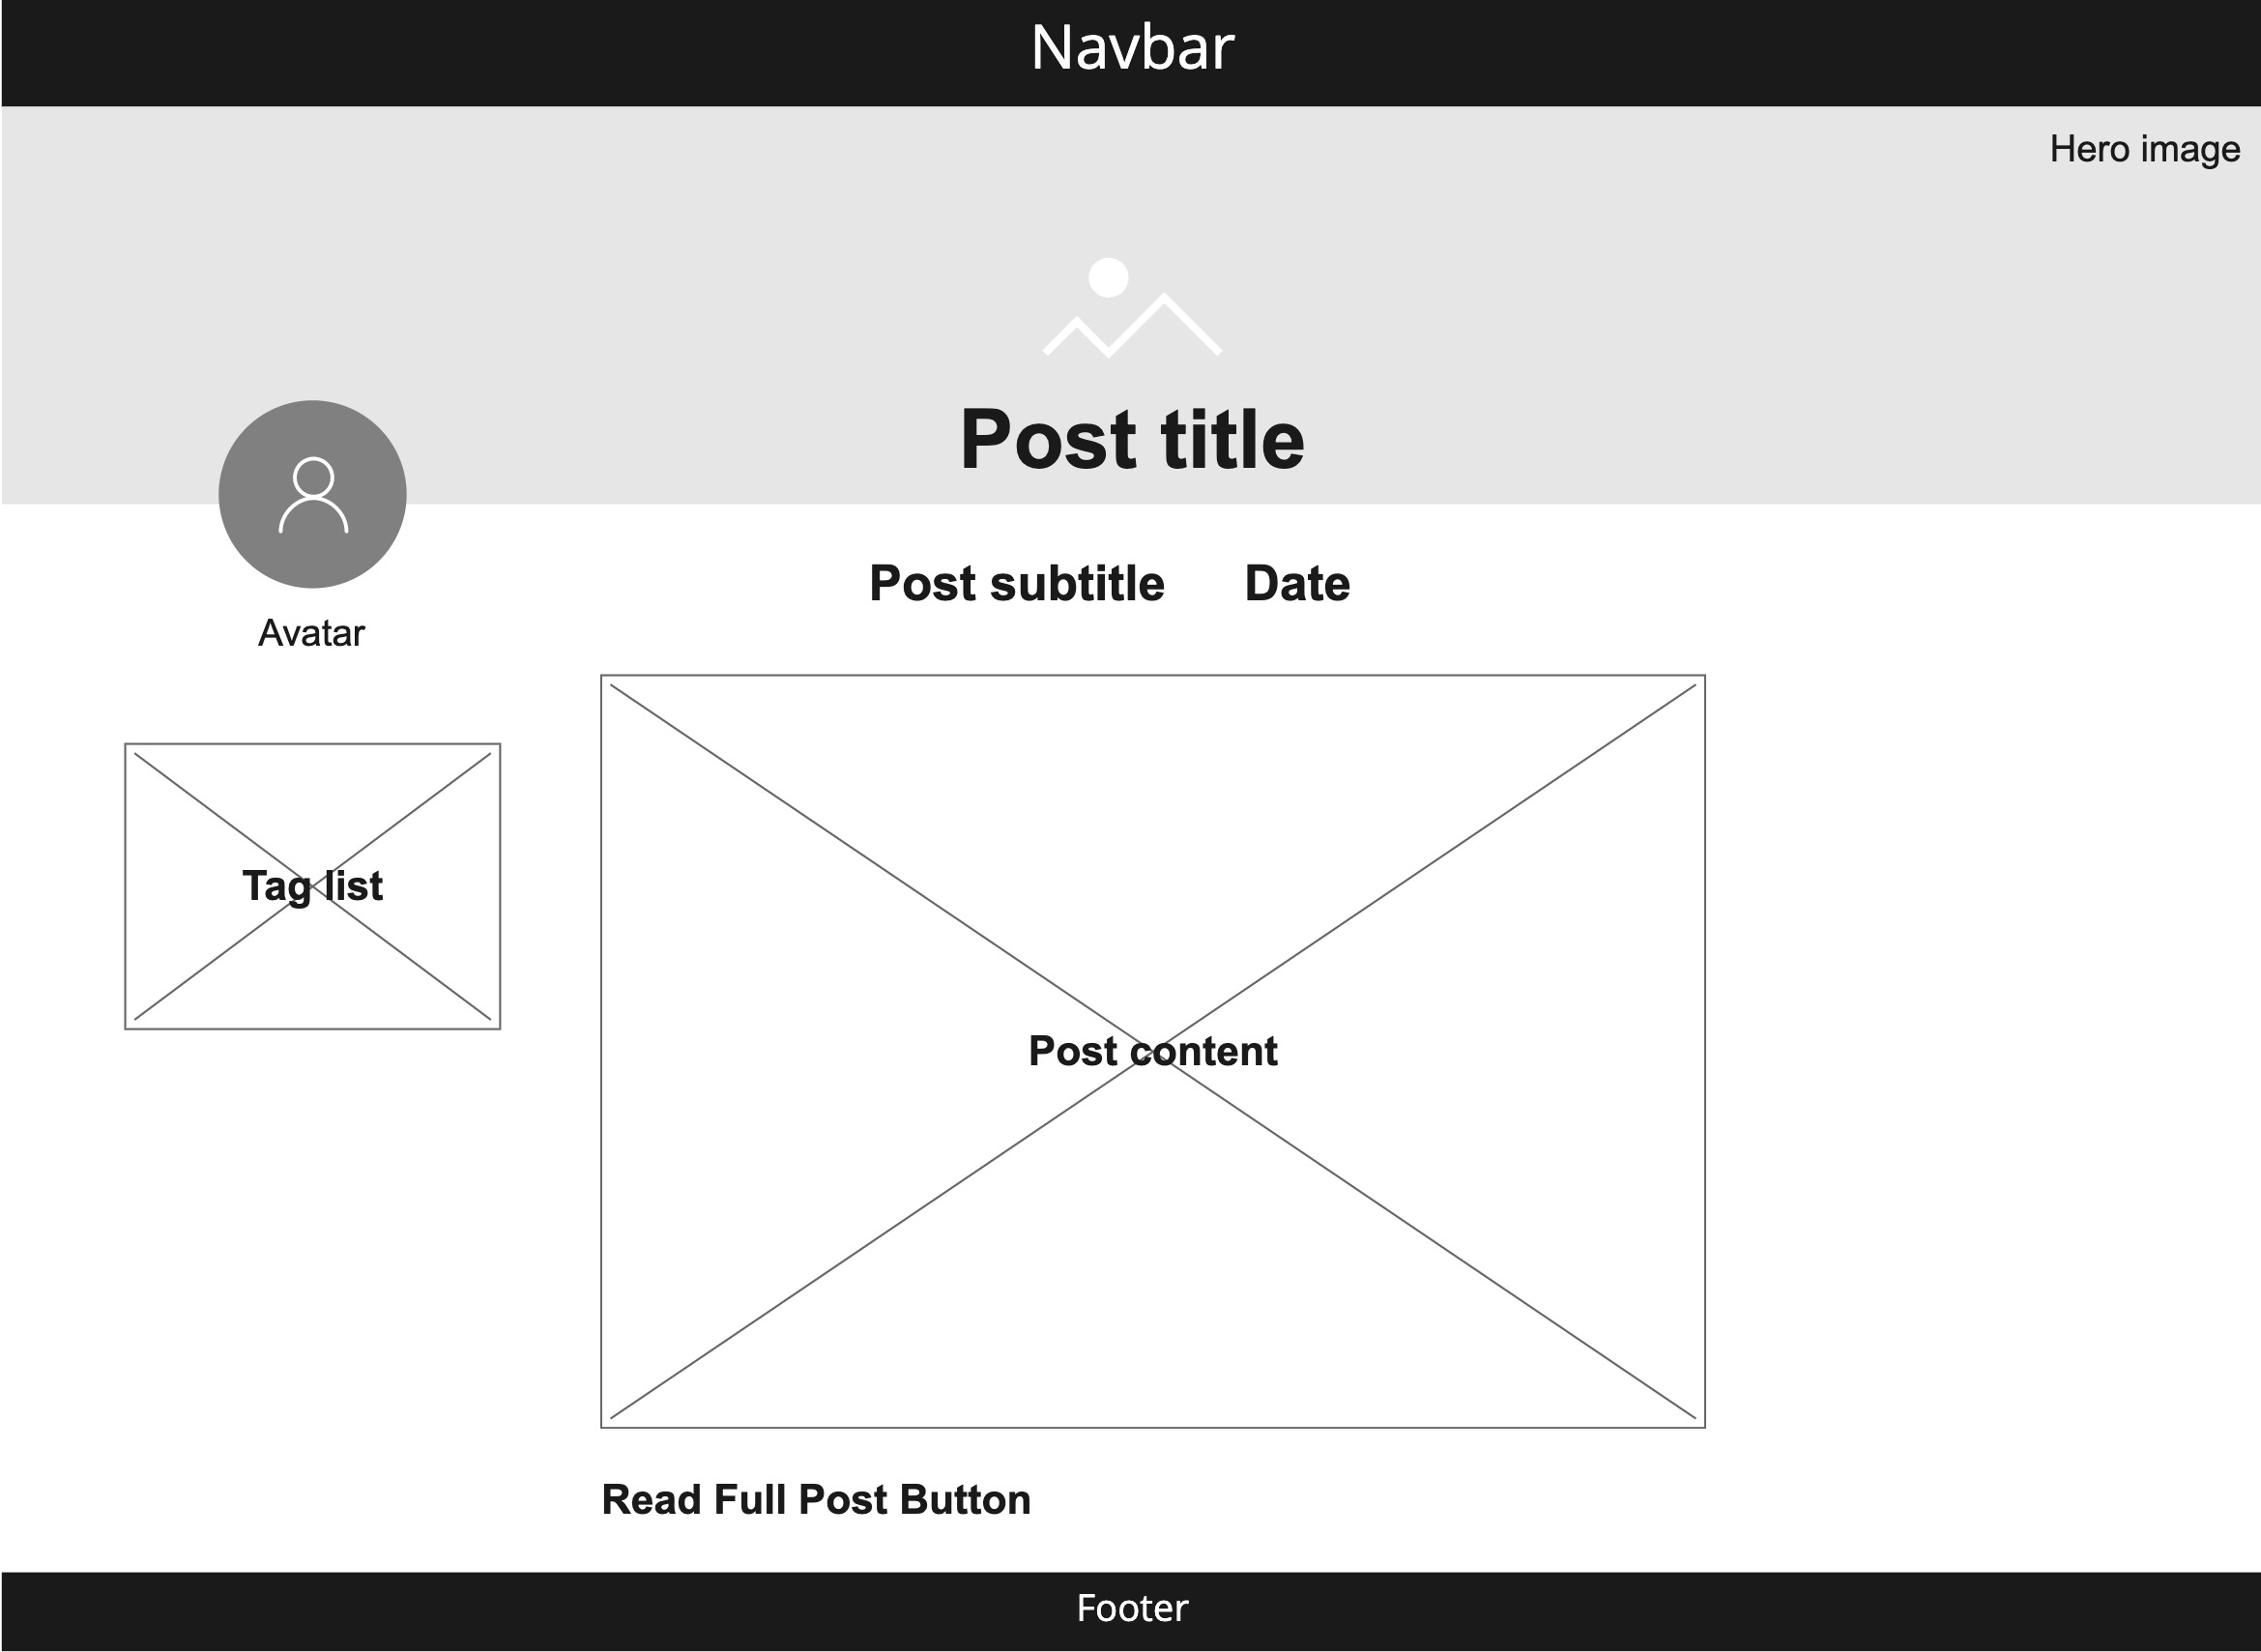 Navbar
Hero image
Post title
Post subtitle Date
Avatar
Tag list
Post content
Read Full Post Button
Footer